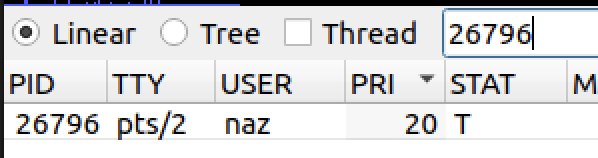 Linear Tree Thread 26796
PID TTY USER PRI STAT M
26796 pts/2 naz 20 T